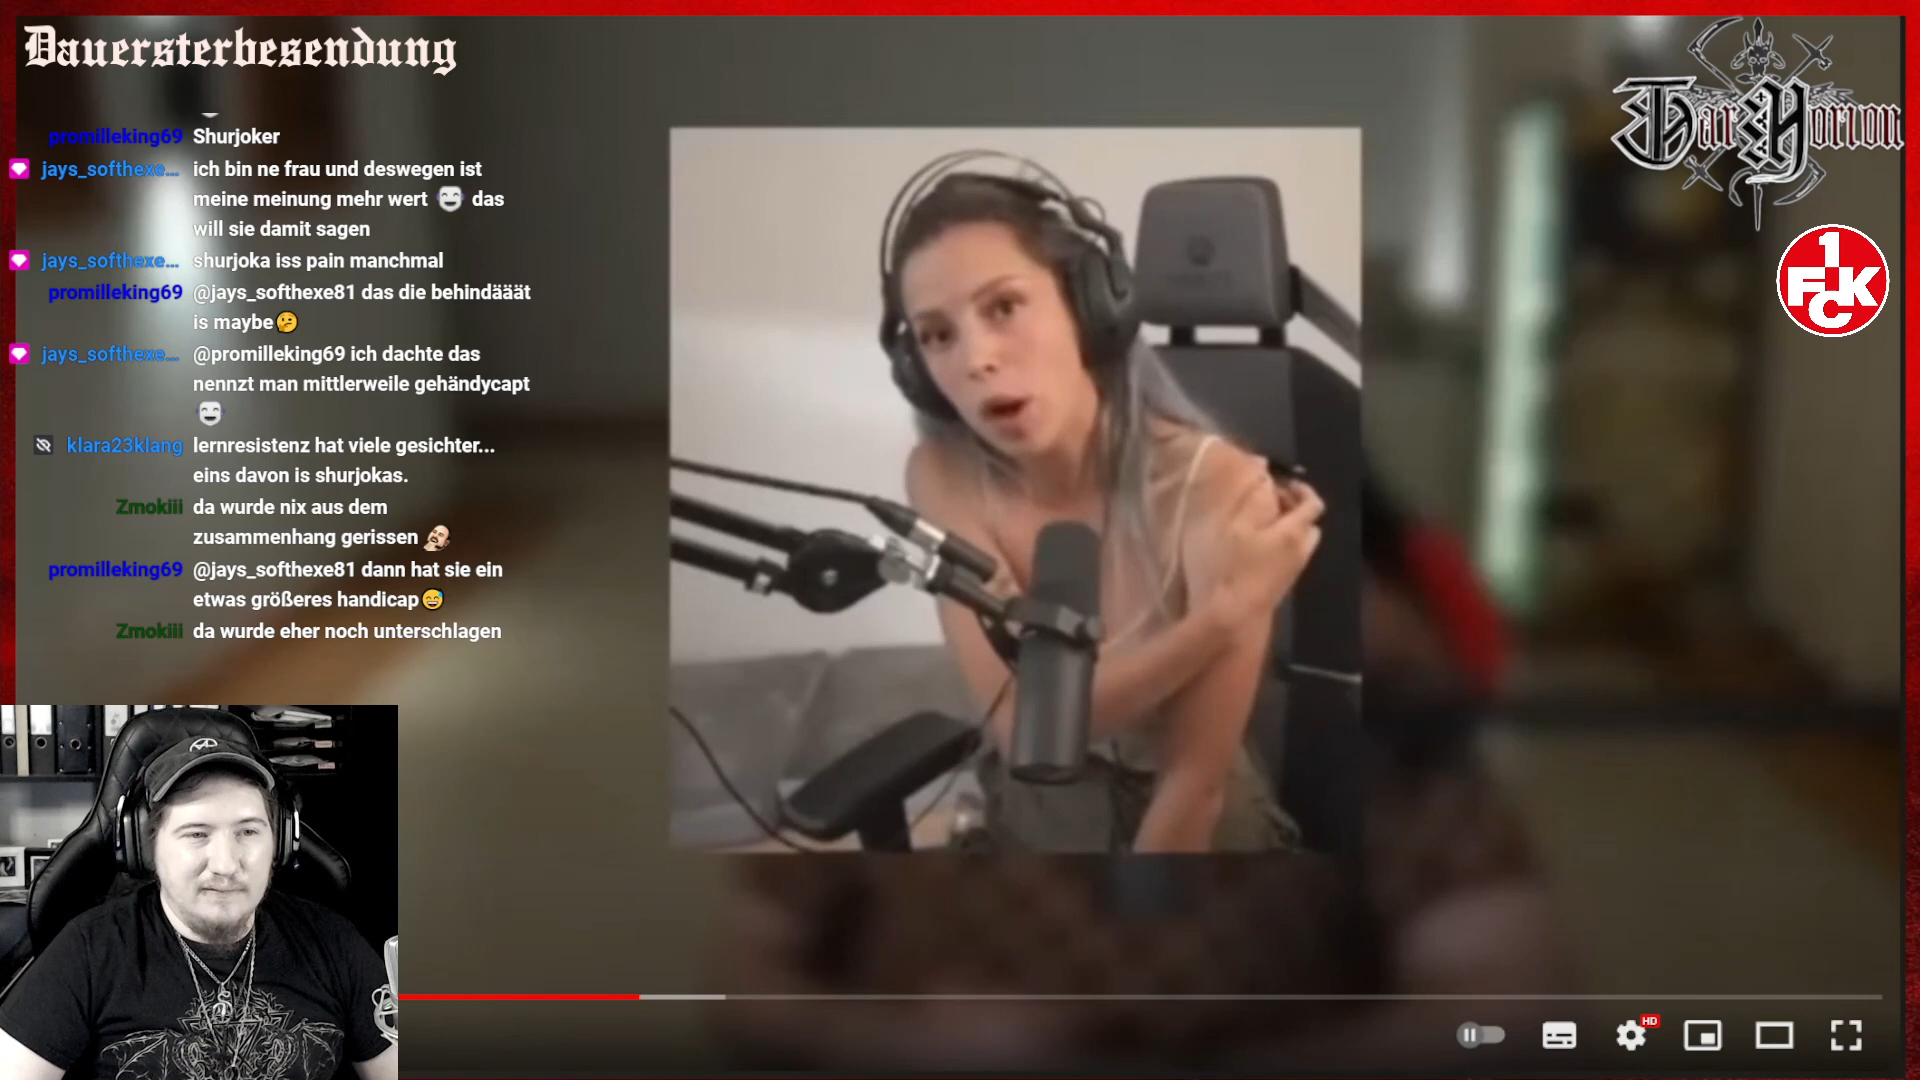 Dauersterbesendung
promilleking69 Shurjoker
jays_softhexe... ich bin ne frau und deswegen ist
meine meinung mehr wert das
will sie damit sagen
jays_softhexe... shurjoka iss pain manchmal
promilleking69 @jays_softhexe81 das die behindääät
is maybe🤔
jays_softhexe... @promilleking69 ich dachte das
nennzt man mittlerweile gehändycapt
klara23klang lernresistenz hat viele gesichter...
eins davon is shurjokas.
Zmokiii da wurde nix aus dem
zusammenhang gerissen
promilleking69 @jays_softhexe81 dann hat sie ein
etwas größeres handicap😅
Zmokiii da wurde eher noch unterschlagen
1
FCK
HD